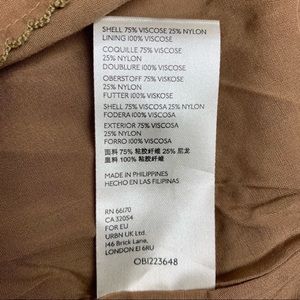 SHELL 75% VISCOSE 25% NYLON
LINING 100% VISCOSE
COQUILLE 75% VISCOSE
25% NYLON
DOUBLURE 100% VISCOSE
OBERSTOFF 75% VISKOSE
25% NYLON
FUTTER 100% VISKOSE
SHELL 75% VISCOSA 25% NYLON
FODERA 100% VISCOSA
EXTERIOR 75% VISCOSA
25% NYLON
FORRO 100% VISCOSA
面料 75% 粘胶纤维 25% 尼龙
里料 100% 粘胶纤维
MADE IN PHILIPPINES
HECHO EN LAS FILIPINAS
RN 66170
CA 32054
FOR EU
URBN UK Ltd.
146 Brick Lane,
LONDON E1 6RU
OB1223648